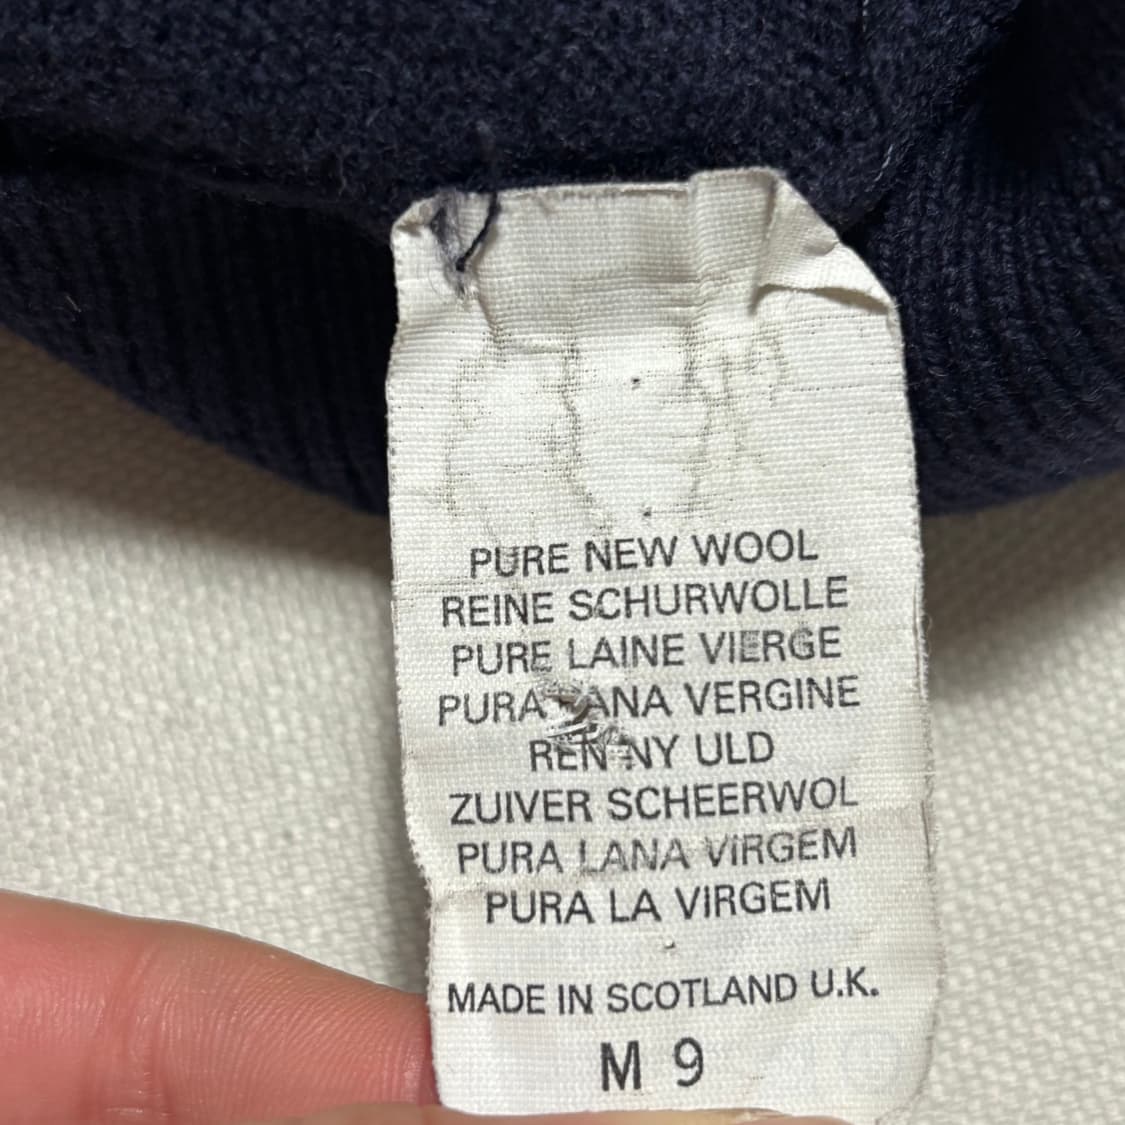 PURE NEW WOOL
REINE SCHURWOLLE
PURE LAINE VIERGE
PURA LANA VERGINE
REN NY ULD
ZUIVER SCHEERWOL
PURA LANA VIRGEM
PURA LA VIRGEM
MADE IN SCOTLAND U.K.
M 9